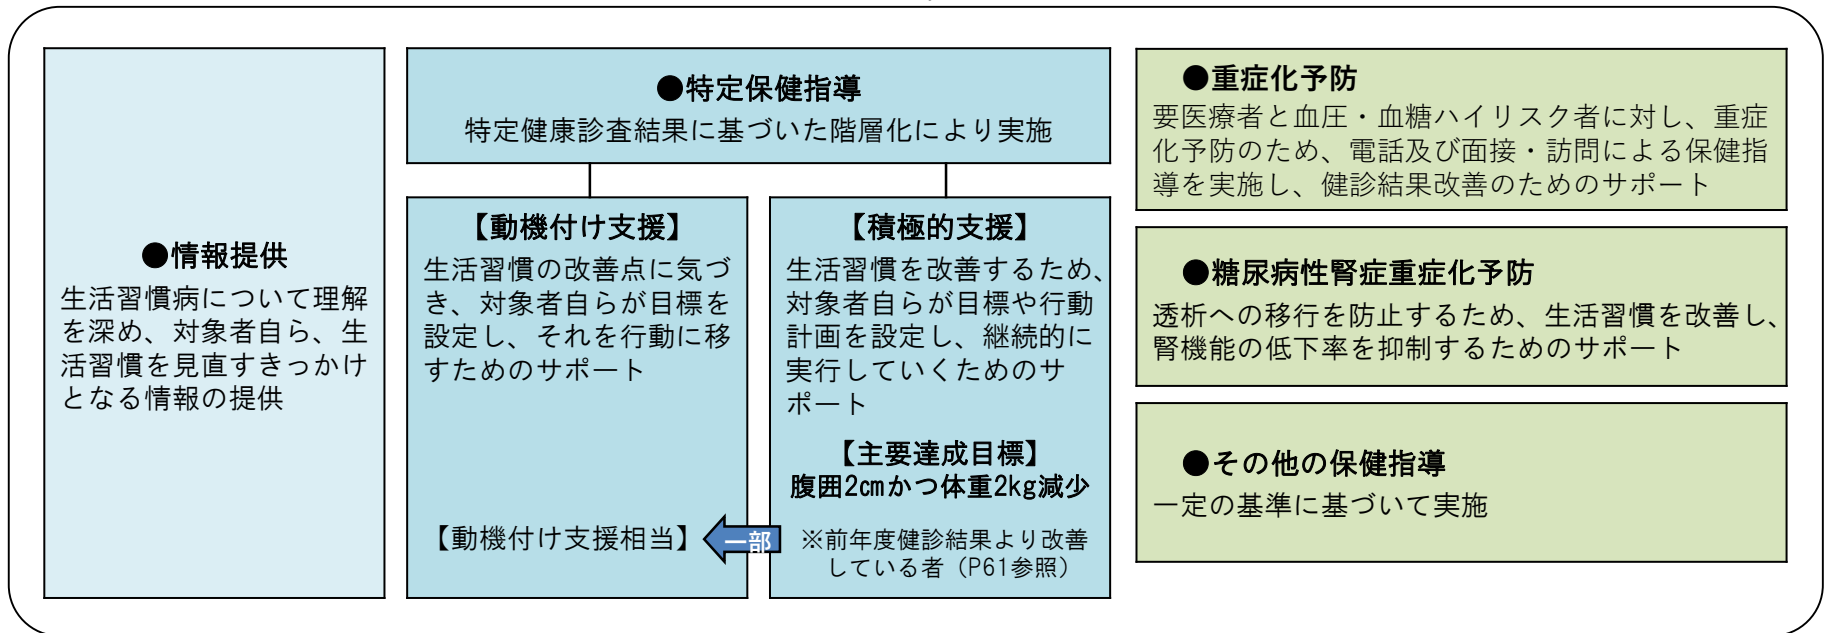 ●情報提供
生活習慣病について理解
を深め、対象者自ら、生
活習慣を見直すきっかけ
となる情報の提供
●特定保健指導
特定健康診査結果に基づいた階層化により実施
【動機付け支援】
生活習慣の改善点に気づ
き、対象者自らが目標を
設定し、それを行動に移
すためのサポート
【動機付け支援相当】
一部
【積極的支援】
生活習慣を改善するため、
対象者自らが目標や行動
計画を設定し、継続的に
実行していくためのサ
ポート
【主要達成目標】
腹囲2㎝かつ体重2kg減少
※前年度健診結果より改善
している者（P61参照）
●重症化予防
要医療者と血圧・血糖ハイリスク者に対し、重症
化予防のため、電話及び面接・訪問による保健指
導を実施し、健診結果改善のためのサポート
●糖尿病性腎症重症化予防
透析への移行を防止するため、生活習慣を改善し、
腎機能の低下率を抑制するためのサポート
●その他の保健指導
一定の基準に基づいて実施